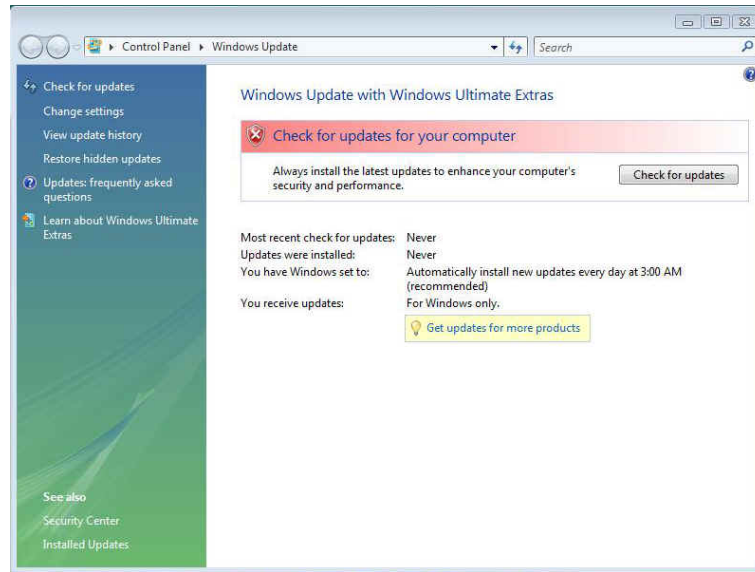 Control Panel
Windows Update
Search
Check for updates
Change settings
View update history
Restore hidden updates
Updates: frequently asked
questions
Learn about Windows Ultimate
Extras
See also
Security Center
Installed Updates
Windows Update with Windows Ultimate Extras
Check for updates for your computer
Always install the latest updates to enhance your computer's
security and performance.
Check for updates
Most recent check for updates: Never
Updates were installed: Never
You have Windows set to: Automatically install new updates every day at 3:00 AM
(recommended)
You receive updates: For Windows only.
Get updates for more products